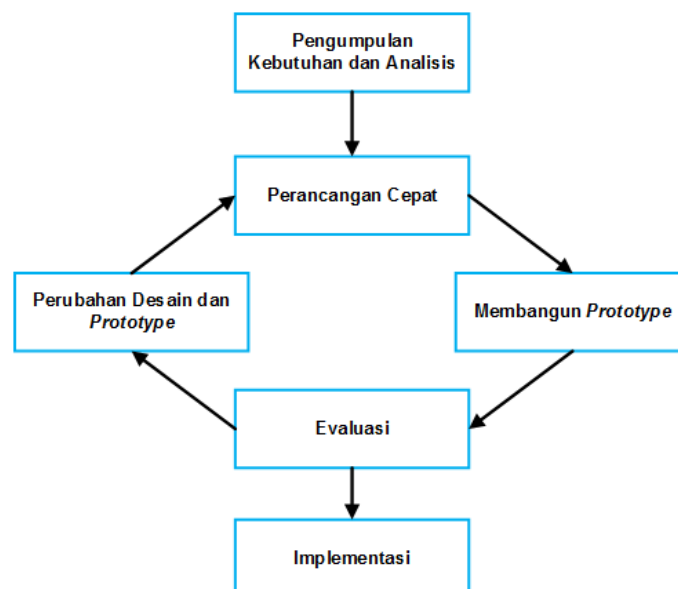 Pengumpulan
Kebutuhan dan Analisis
Perancangan Cepat
Perubahan Desain dan
Prototype
Membangun Prototype
Evaluasi
Implementasi